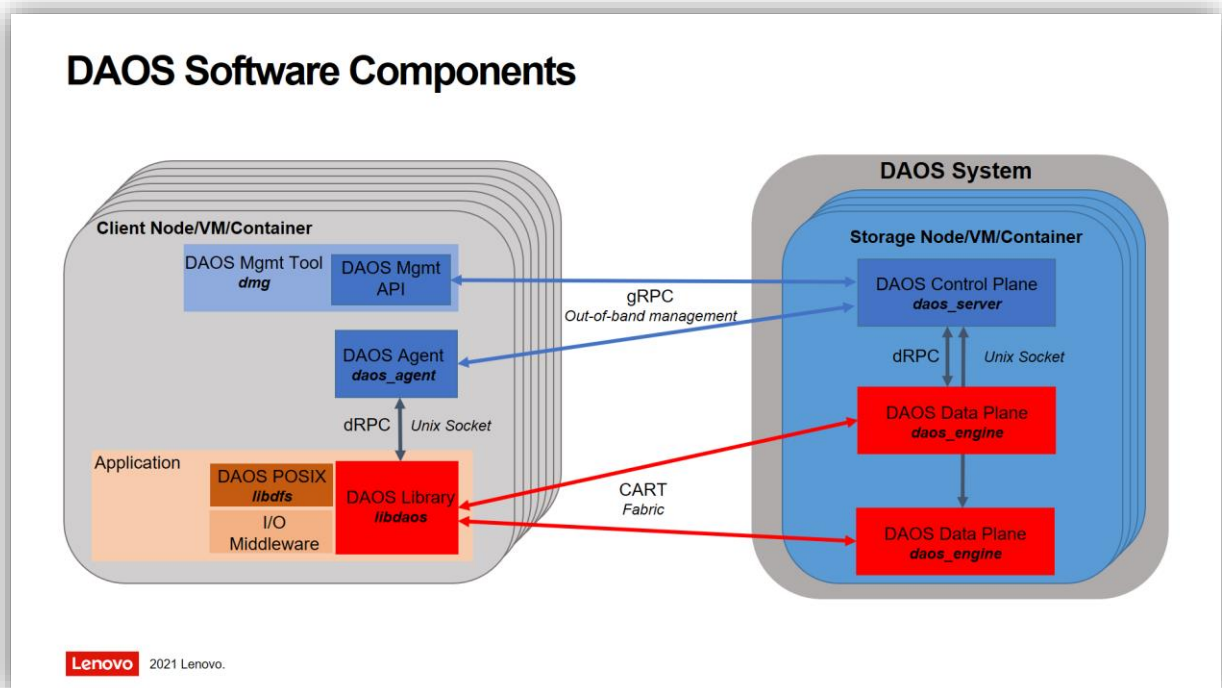 DAOS Software Components
Client Node/VM/Container
DAOS Mgmt Tool
dmg
DAOS Mgmt
API
DAOS Agent
daos_agent
dRPC
Unix Socket
Application
DAOS POSIX
libdfs
I/O
Middleware
DAOS Library
libdaos
gRPC
Out-of-band management
CART
Fabric
DAOS System
Storage Node/VM/Container
DAOS Control Plane
daos_server
dRPC
Unix Socket
DAOS Data Plane
daos_engine
DAOS Data Plane
daos_engine
Lenovo
2021 Lenovo.